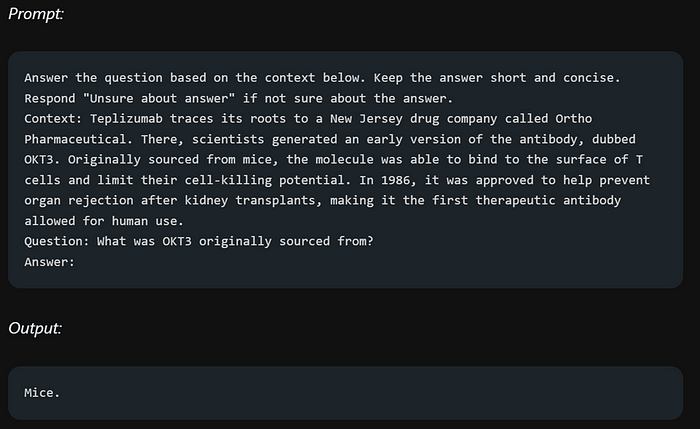 Prompt:
Answer the question based on the context below. Keep the answer short and concise.
Respond "Unsure about answer" if not sure about the answer.
Context: Teplizumab traces its roots to a New Jersey drug company called Ortho
Pharmaceutical. There, scientists generated an early version of the antibody, dubbed
OKT3. Originally sourced from mice, the molecule was able to bind to the surface of T
cells and limit their cell-killing potential. In 1986, it was approved to help prevent
organ rejection after kidney transplants, making it the first therapeutic antibody
allowed for human use.
Question: What was OKT3 originally sourced from?
Answer:
Output:
Mice.